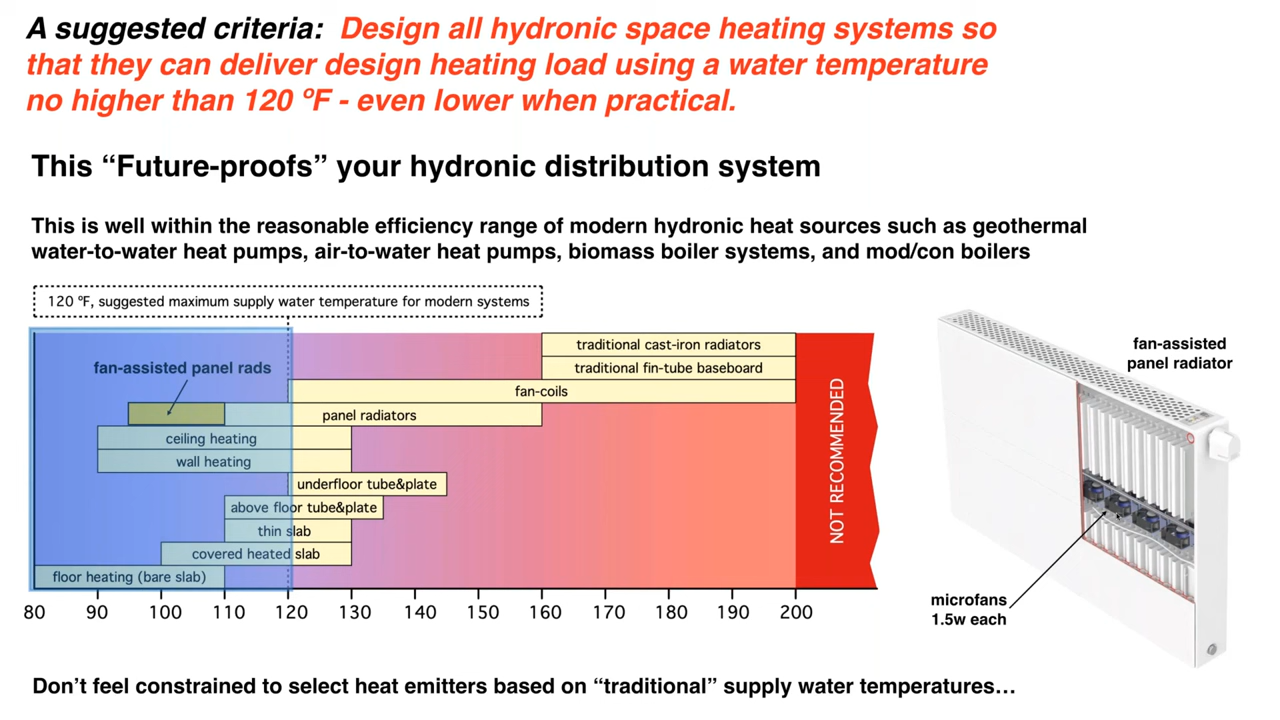 A suggested criteria: Design all hydronic space heating systems so
that they can deliver design heating load using a water temperature
no higher than 120 ºF - even lower when practical.
This “Future-proofs” your hydronic distribution system
This is well within the reasonable efficiency range of modern hydronic heat sources such as geothermal
water-to-water heat pumps, air-to-water heat pumps, biomass boiler systems, and mod/con boilers
120 ºF, suggested maximum supply water temperature for modern systems
traditional cast-iron radiators
fan-assisted panel rads
traditional fin-tube baseboard
fan-coils
panel radiators
ceiling heating
wall heating
underfloor tube&plate
above floor tube&plate
thin slab
covered heated slab
floor heating (bare slab)
NOT RECOMMENDED
80 90 100 110 120 130 140 150 160 170 180 190 200
fan-assisted
panel radiator
microfans
1.5w each
Don’t feel constrained to select heat emitters based on “traditional” supply water temperatures…